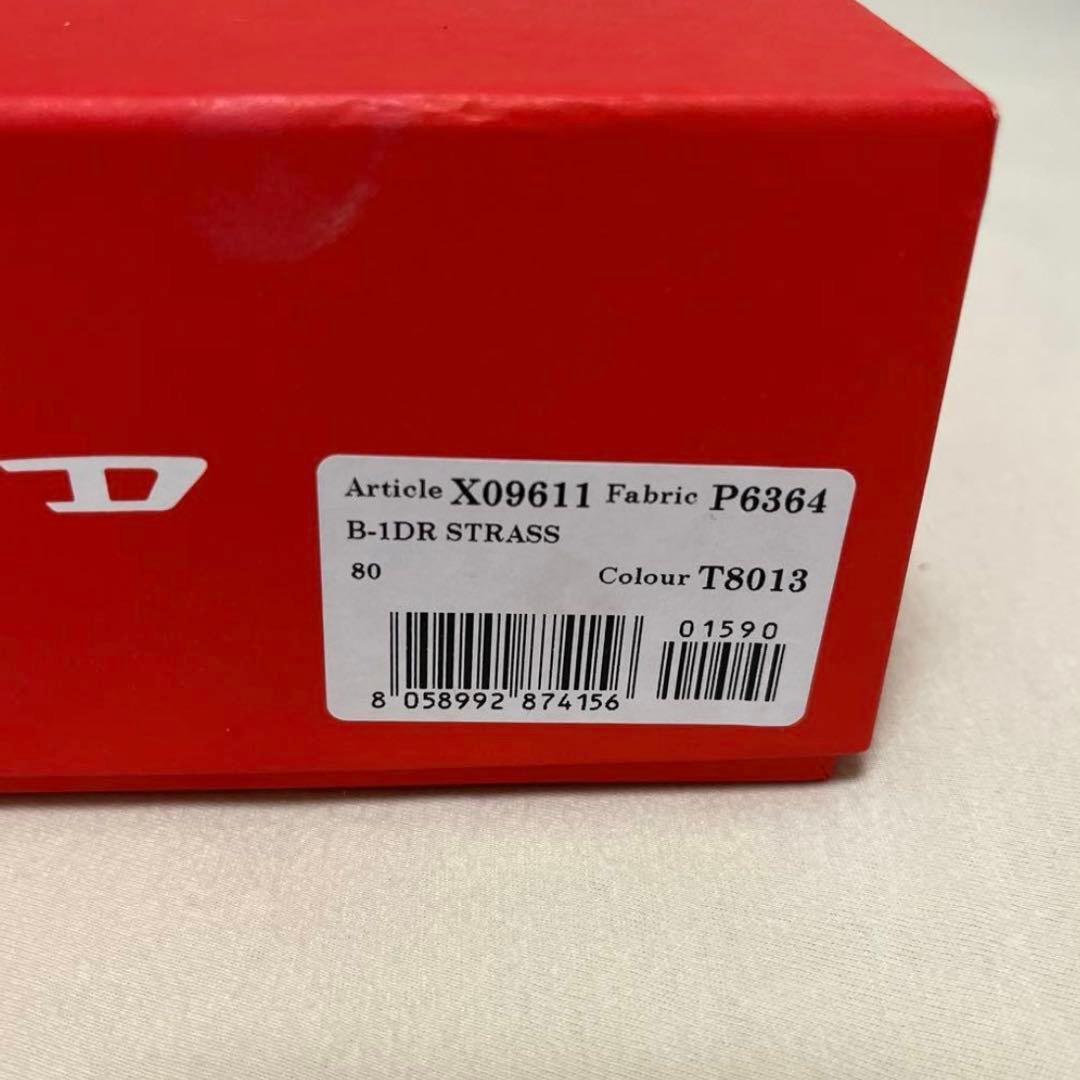 D
Article X09611 Fabric P6364
B-1DR STRASS
80 Colour T8013
01590
8 058992 874156